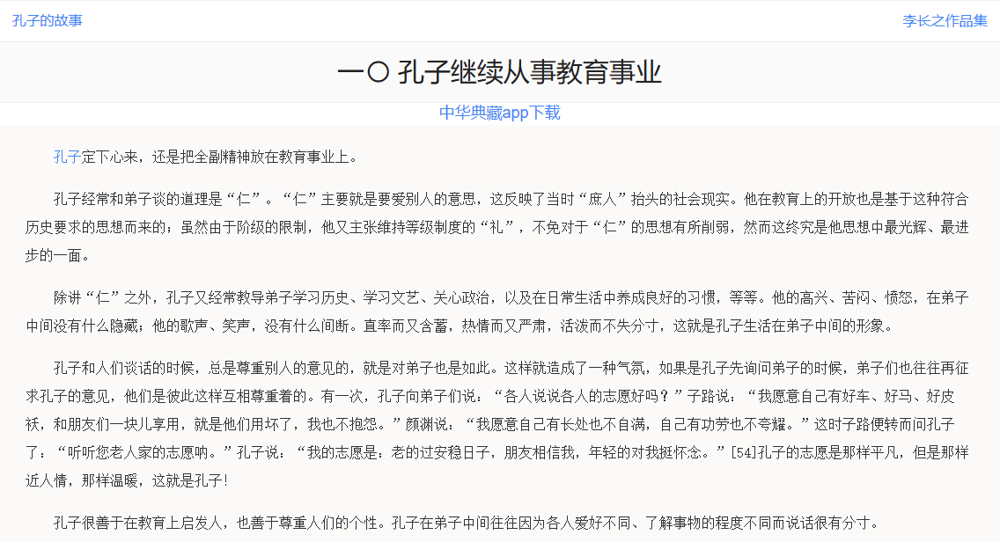 孔子的故事
李长之作品集
一〇 孔子继续从事教育事业
中华典藏app下载
孔子定下心来，还是把全副精神放在教育事业上。
孔子经常和弟子谈的道理是“仁”。“仁”主要就是要爱别人的意思，这反映了当时“庶人”抬头的社会现实。他在教育上的开放也是基于这种符合
历史要求的思想而来的；虽然由于阶级的限制，他又主张维持等级制度的“礼”，不免对于“仁”的思想有所削弱，然而这终究是他思想中最光辉、最进
步的一面。
除讲“仁”之外，孔子又经常教导弟子学习历史、学习文艺、关心政治，以及在日常生活中养成良好的习惯，等等。他的高兴、苦闷、愤怒，在弟子
中间没有什么隐藏；他的歌声、笑声，没有什么间断。直率而又含蓄，热情而又严肃，活泼而不失分寸，这就是孔子生活在弟子中间的形象。
孔子和人们谈话的时候，总是尊重别人的意见的，就是对弟子也是如此。这样就造成了一种气氛，如果是孔子先询问弟子的时候，弟子们也往往再征
求孔子的意见，他们是彼此这样互相尊重着的。有一次，孔子向弟子们说：“各人说说各人的志愿好吗？”子路说：“我愿意自己有好车、好马、好皮
袄，和朋友们一块儿享用，就是他们用坏了，我也不抱怨。”颜渊说：“我愿意自己有长处也不自满，自己有功劳也不夸耀。”这时子路便转而问孔子
了：“听听您老人家的志愿呐。”孔子说：“我的志愿是：老的过安稳日子，朋友相信我，年轻的对我挺怀念。”[54]孔子的志愿是那样平凡，但是那样
近人情，那样温暖，这就是孔子！
孔子很善于在教育上启发人，也善于尊重人们的个性。孔子在弟子中间往往因为各人爱好不同、了解事物的程度不同而说话很有分寸。